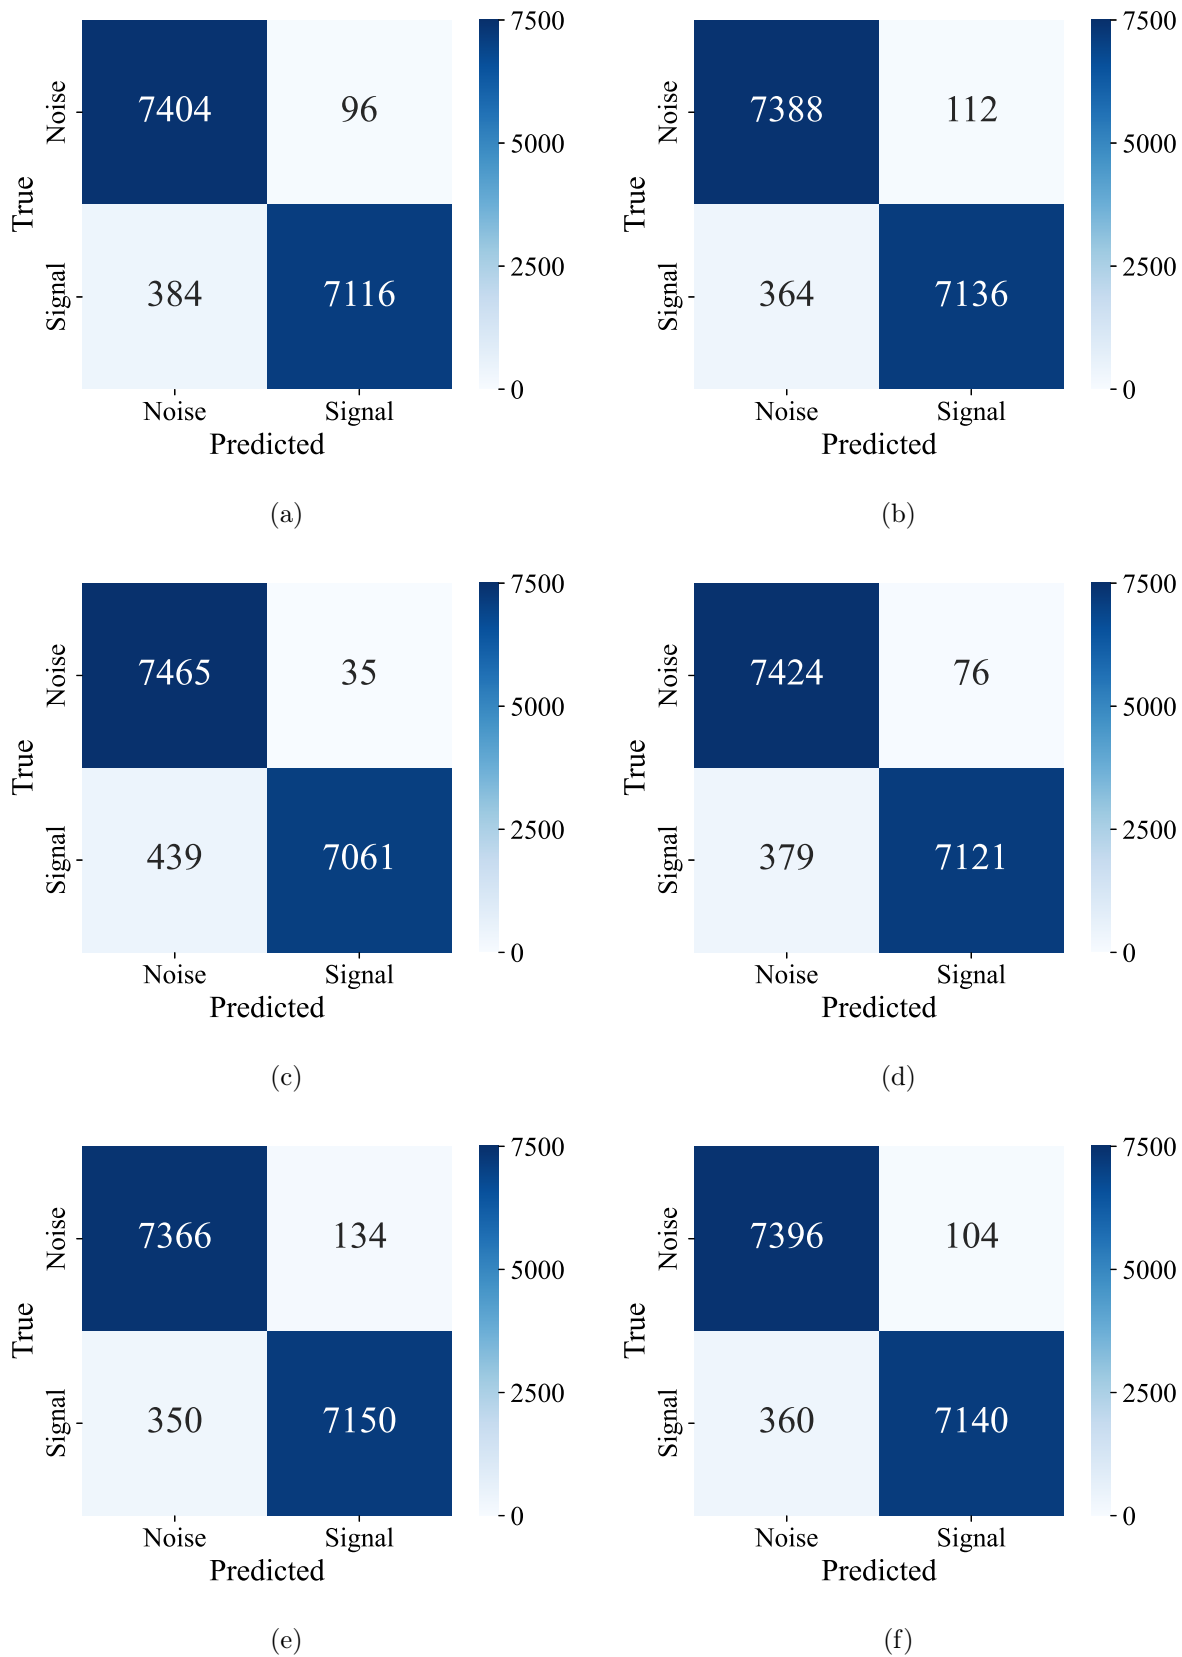 7404 96
384 7116
True
Noise
Signal
Noise Signal
Predicted
7500
5000
2500
0
(a)
7388 112
364 7136
True
Noise
Signal
Noise Signal
Predicted
7500
5000
2500
0
(b)
7465 35
439 7061
True
Noise
Signal
Noise Signal
Predicted
7500
5000
2500
0
(c)
7424 76
379 7121
True
Noise
Signal
Noise Signal
Predicted
7500
5000
2500
0
(d)
7366 134
350 7150
True
Noise
Signal
Noise Signal
Predicted
7500
5000
2500
0
(e)
7396 104
360 7140
True
Noise
Signal
Noise Signal
Predicted
7500
5000
2500
0
(f)